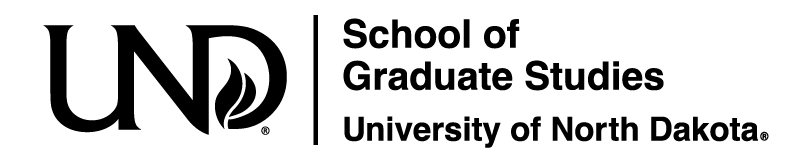 UND®
School of
Graduate Studies
University of North Dakota®